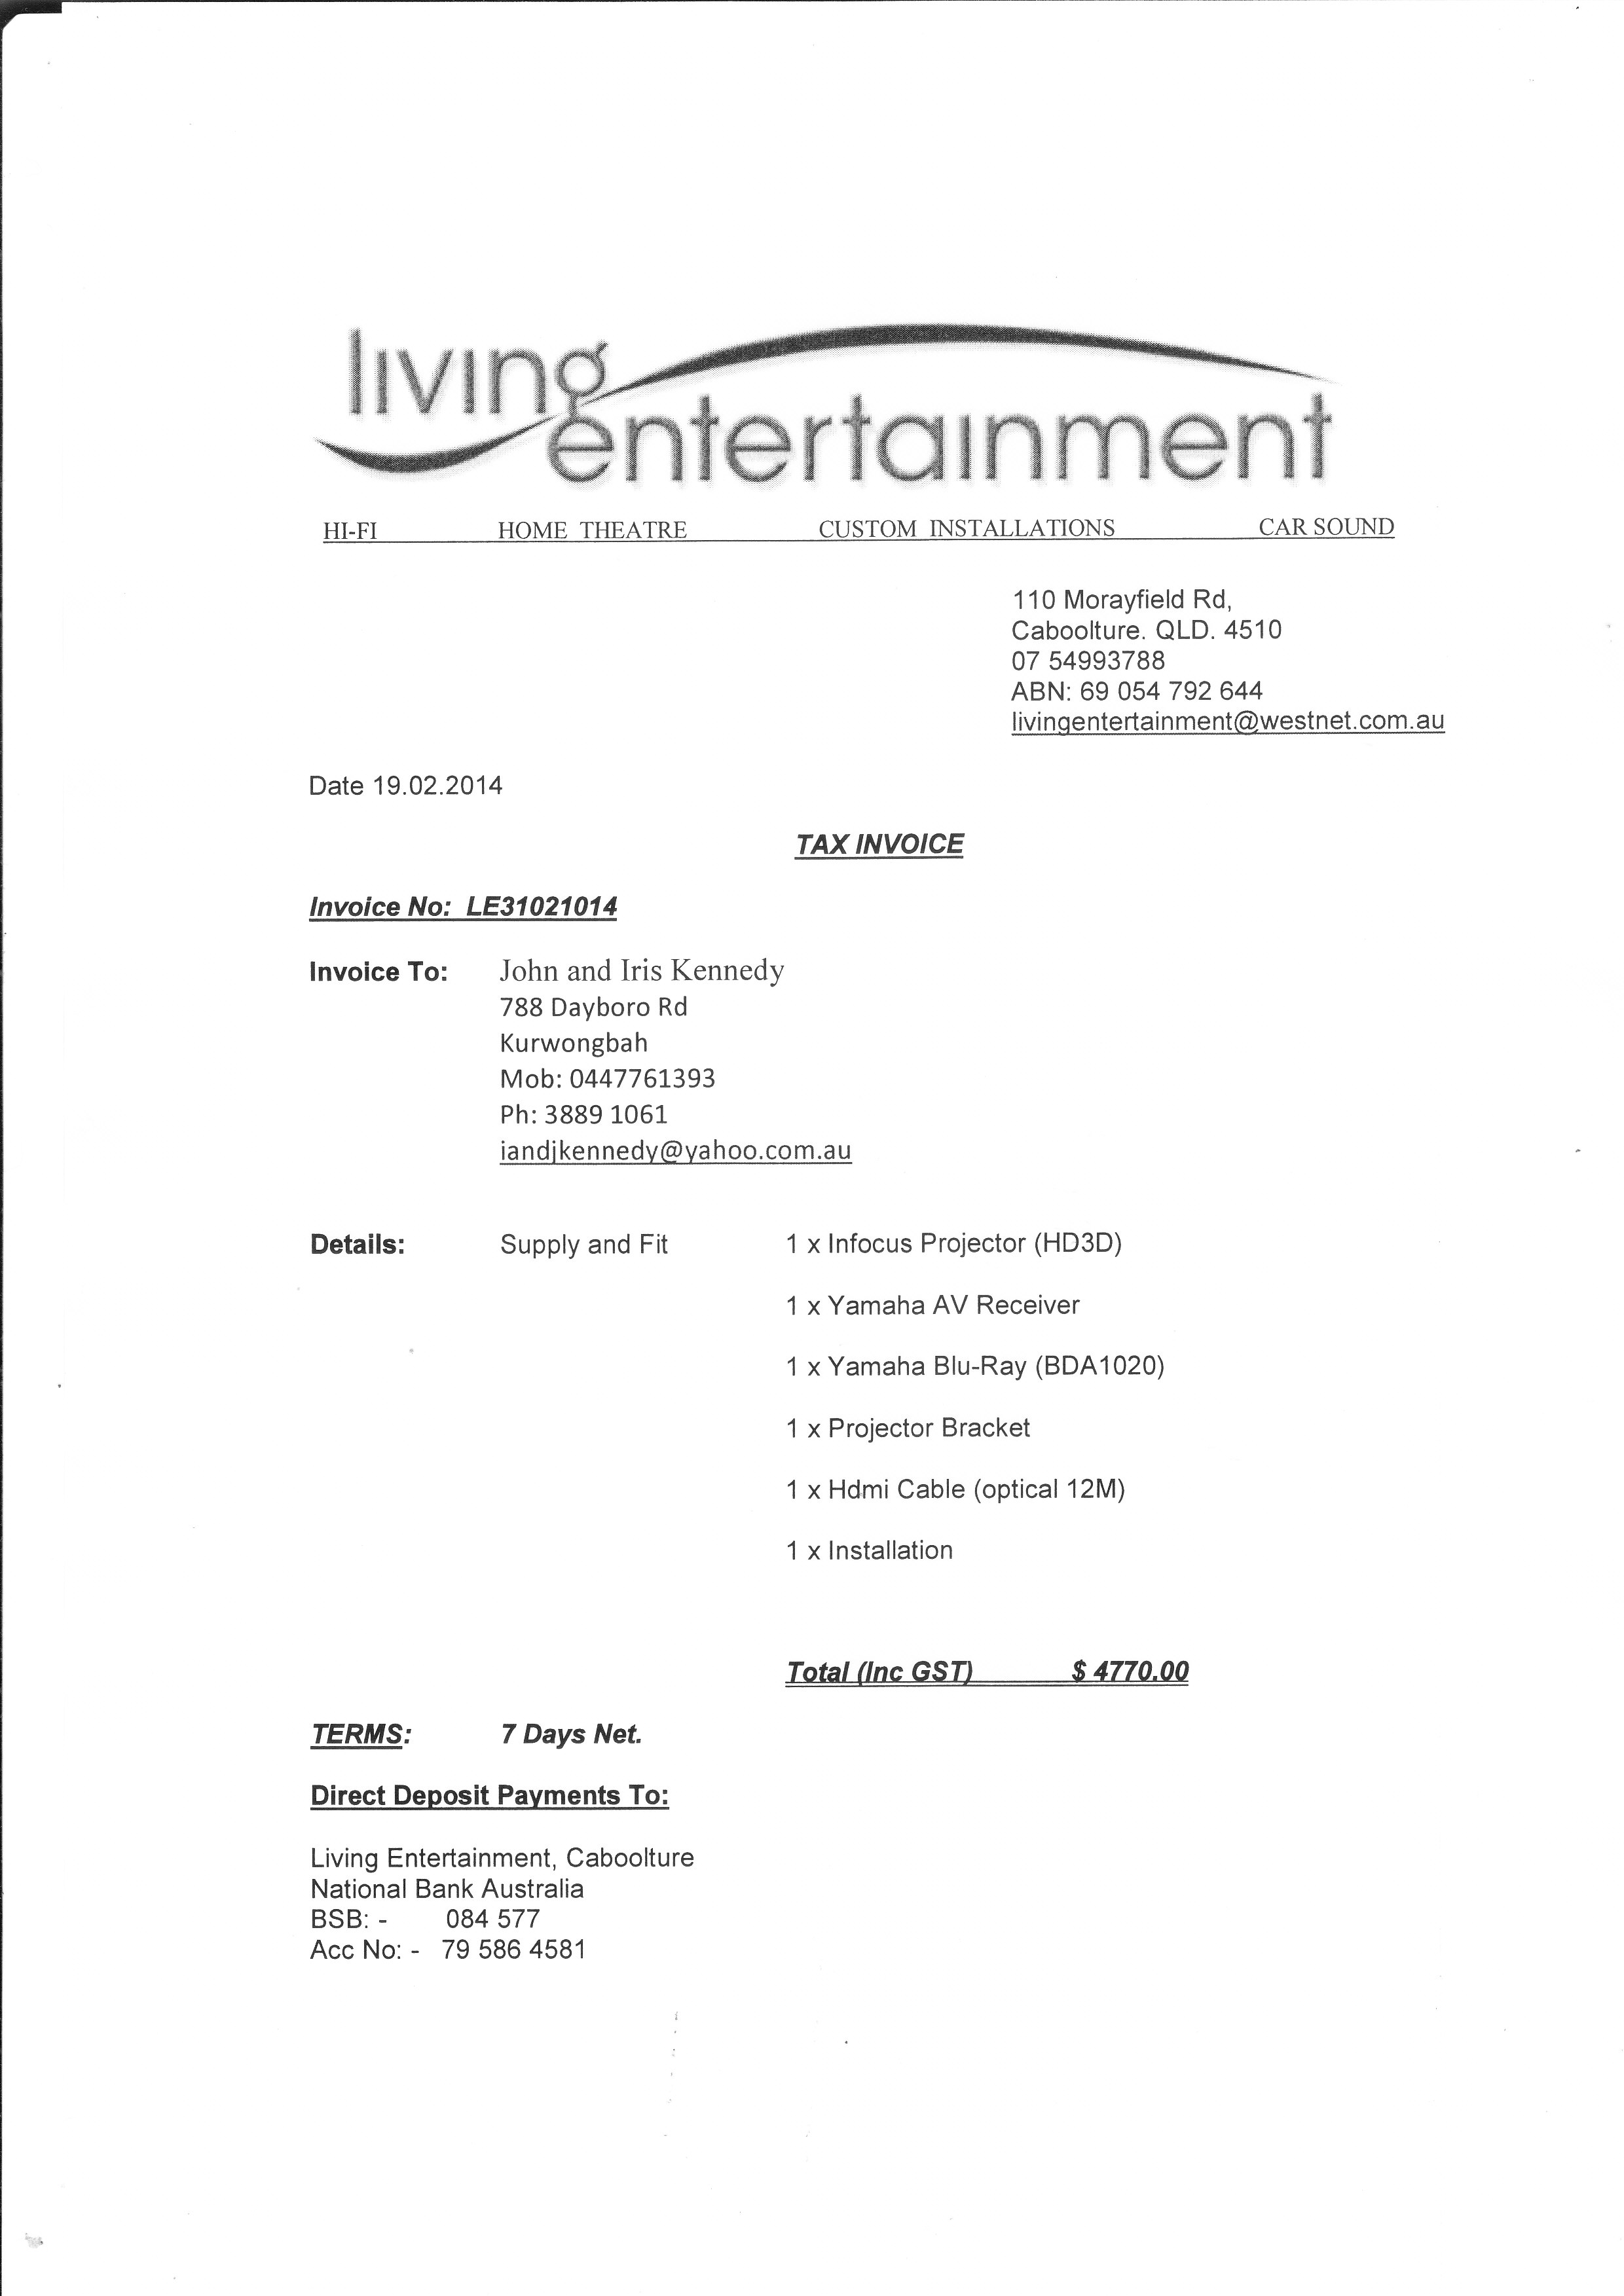 living
entertainment
HI-FI HOME THEATRE CUSTOM INSTALLATIONS CAR SOUND
110 Morayfield Rd,
Caboolture. QLD. 4510
07 54993788
ABN: 69 054 792 644
livingentertainment@westnet.com.au
Date 19.02.2014
TAX INVOICE
Invoice No: LE31021014
Invoice To: John and Iris Kennedy
788 Dayboro Rd
Kurwongbah
Mob: 0447761393
Ph: 3889 1061
iandjkennedy@yahoo.com.au
Details: Supply and Fit 1 x Infocus Projector (HD3D)
1 x Yamaha AV Receiver
1 x Yamaha Blu-Ray (BDA1020)
1 x Projector Bracket
1 x Hdmi Cable (optical 12M)
1 x Installation
Total (Inc GST) $ 4770.00
TERMS: 7 Days Net.
Direct Deposit Payments To:
Living Entertainment, Caboolture
National Bank Australia
BSB: - 084 577
Acc No: - 79 586 4581